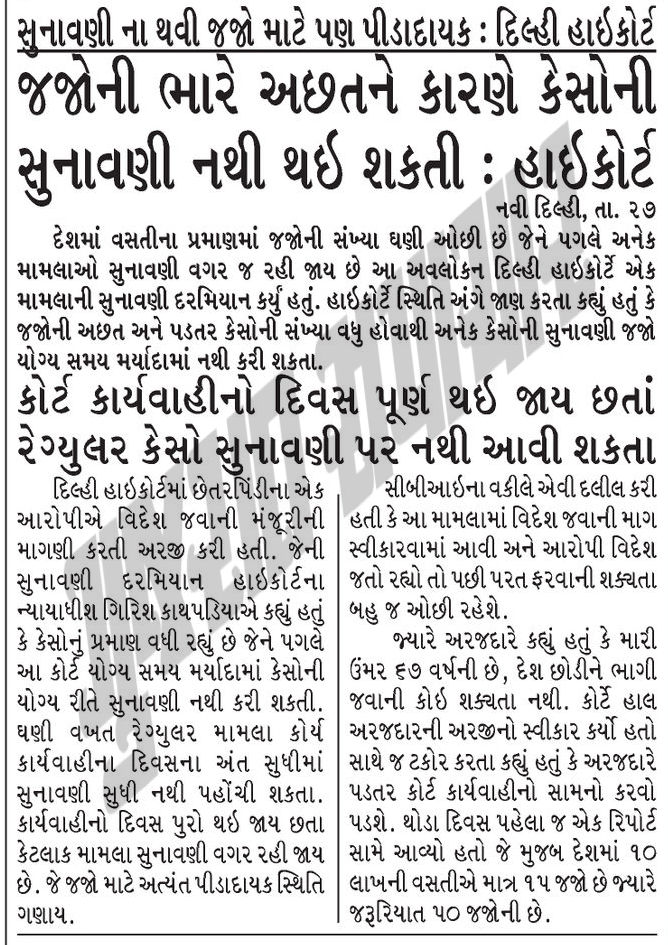 સુનાવણી ના થવી જજો માટે પણ પીડાદાયક : દિલ્હી હાઇકોર્ટ
જજોની ભારે અછતને કારણે કેસોની
સુનાવણી નથી થઇ શકતી : હાઇકોર્ટ
નવી દિલ્હી, તા. ૨૭
દેશમાં વસતીના પ્રમાણમાં જજોની સંખ્યા ઘણી ઓછી છે જેને પગલે અનેક
મામલાઓ સુનાવણી વગર જ રહી જાય છે આ અવલોકન દિલ્હી હાઇકોર્ટે એક
મામલાની સુનાવણી દરમિયાન કર્યું હતું. હાઇકોર્ટે સ્થિતિ અંગે જાણ કરતા કહ્યું હતું કે
જજોની અછત અને પડતર કેસોની સંખ્યા વધુ હોવાથી અનેક કેસોની સુનાવણી જજો
યોગ્ય સમય મર્યાદામાં નથી કરી શકતા.
કોર્ટ કાર્યવાહીનો દિવસ પૂર્ણ થઇ જાય છતાં
રેગ્યુલર કેસો સુનાવણી પર નથી આવી શકતા
દિલ્હી હાઇકોર્ટમાં છેતરપિંડીના એક
આરોપીએ વિદેશ જવાની મંજૂરીની
માગણી કરતી અરજી કરી હતી. જેની
સુનાવણી દરમિયાન હાઇકોર્ટના
ન્યાયાધીશ ગિરિશ કાથપડિયાએ કહ્યું હતું
કે કેસોનું પ્રમાણ વધી રહ્યું છે જેને પગલે
આ કોર્ટ યોગ્ય સમય મર્યાદામાં કેસોની
યોગ્ય રીતે સુનાવણી નથી કરી શકતી.
ઘણી વખત રેગ્યુલર મામલા કોર્ય
કાર્યવાહીના દિવસના અંત સુધીમાં
સુનાવણી સુધી નથી પહોંચી શકતા.
કાર્યવાહીનો દિવસ પુરો થઇ જાય છતા
કેટલાક મામલા સુનાવણી વગર રહી જાય
છે. જે જજો માટે અત્યંત પીડાદાયક સ્થિતિ
ગણાય.
સીબીઆઇના વકીલે એવી દલીલ કરી
હતી કે આ મામલામાં વિદેશ જવાની માગ
સ્વીકારવામાં આવી અને આરોપી વિદેશ
જતો રહ્યો તો પછી પરત ફરવાની શક્યતા
બહુ જ ઓછી રહેશે.
જ્યારે અરજદારે કહ્યું હતું કે મારી
ઉંમર ૬૭ વર્ષની છે, દેશ છોડીને ભાગી
જવાની કોઇ શક્યતા નથી. કોર્ટે હાલ
અરજદારની અરજીનો સ્વીકાર કર્યો હતો
સાથે જ ટકોર કરતા કહ્યું હતું કે અરજદારે
પડતર કોર્ટ કાર્યવાહીનો સામનો કરવો
પડશે. થોડા દિવસ પહેલા જ એક રિપોર્ટ
સામે આવ્યો હતો જે મુજબ દેશમાં ૧૦
લાખની વસતીએ માત્ર ૧૫ જજો છે જ્યારે
જરૂરિયાત ૫૦ જજોની છે.
ગુજરાત સમાચાર